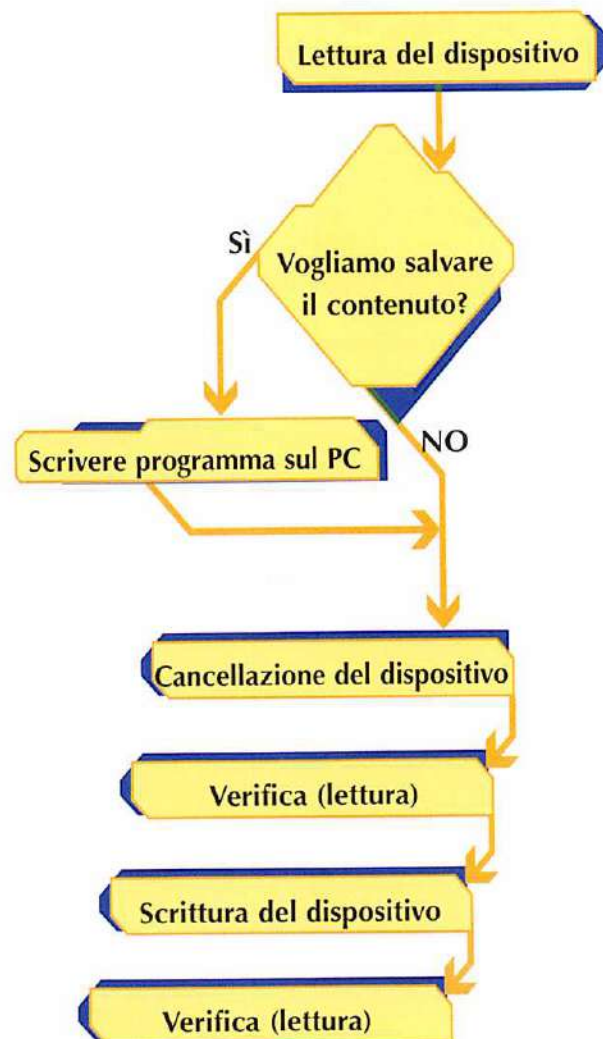 Lettura del dispositivo
Vogliamo salvare
il contenuto?
Sì
NO
Scrivere programma sul PC
Cancellazione del dispositivo
Verifica (lettura)
Scrittura del dispositivo
Verifica (lettura)